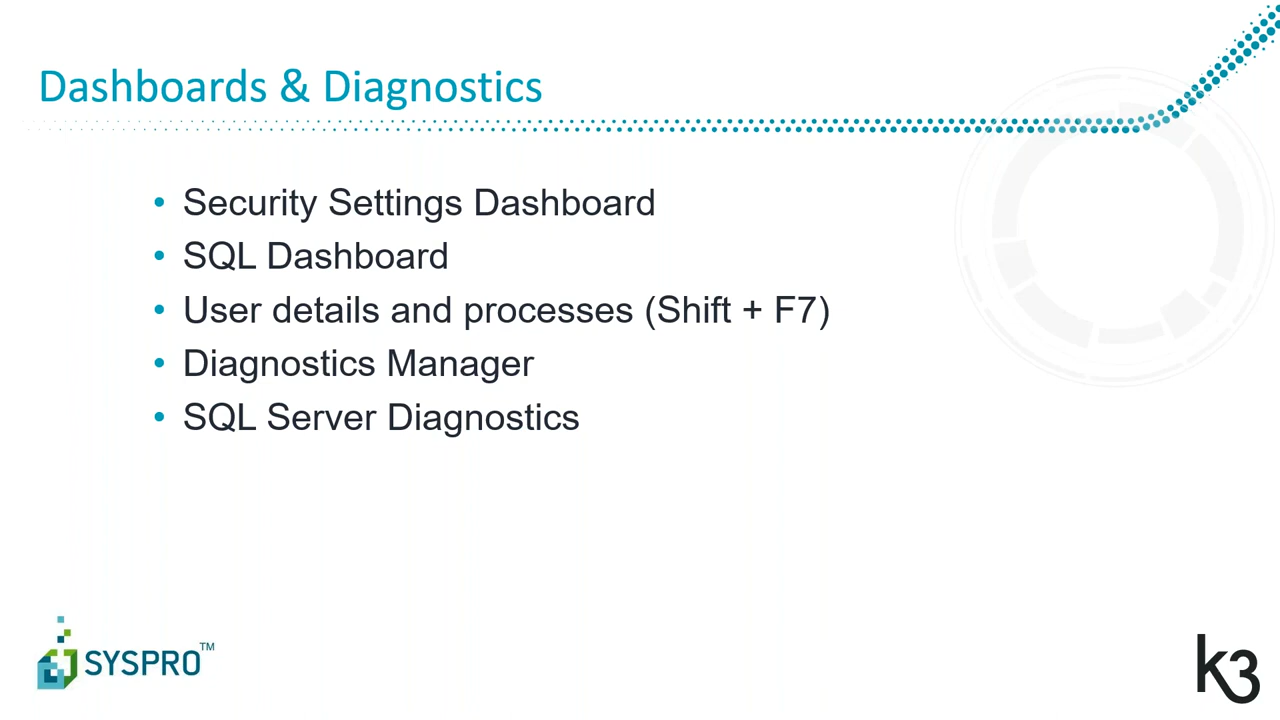 Dashboards & Diagnostics
• Security Settings Dashboard
• SQL Dashboard
• User details and processes (Shift + F7)
• Diagnostics Manager
• SQL Server Diagnostics
SYSPRO™
k3